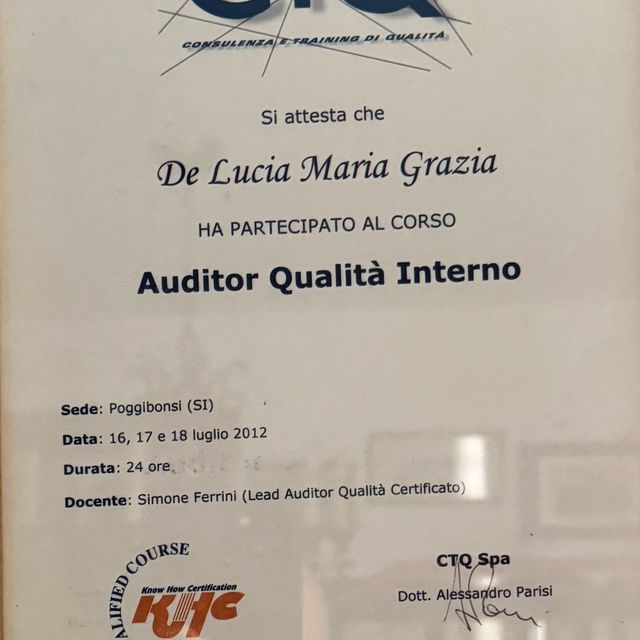 CTQ
CONSULENZA E TRAINING DI QUALITÀ
Si attesta che
De Lucia Maria Grazia
HA PARTECIPATO AL CORSO
Auditor Qualità Interno
Sede: Poggibonsi (SI)
Data: 16, 17 e 18 luglio 2012
Durata: 24 ore
Docente: Simone Ferrini (Lead Auditor Qualità Certificato)
ALIFIED COURSE
Know How Certification
KHC
CTQ Spa
Dott. Alessandro Parisi